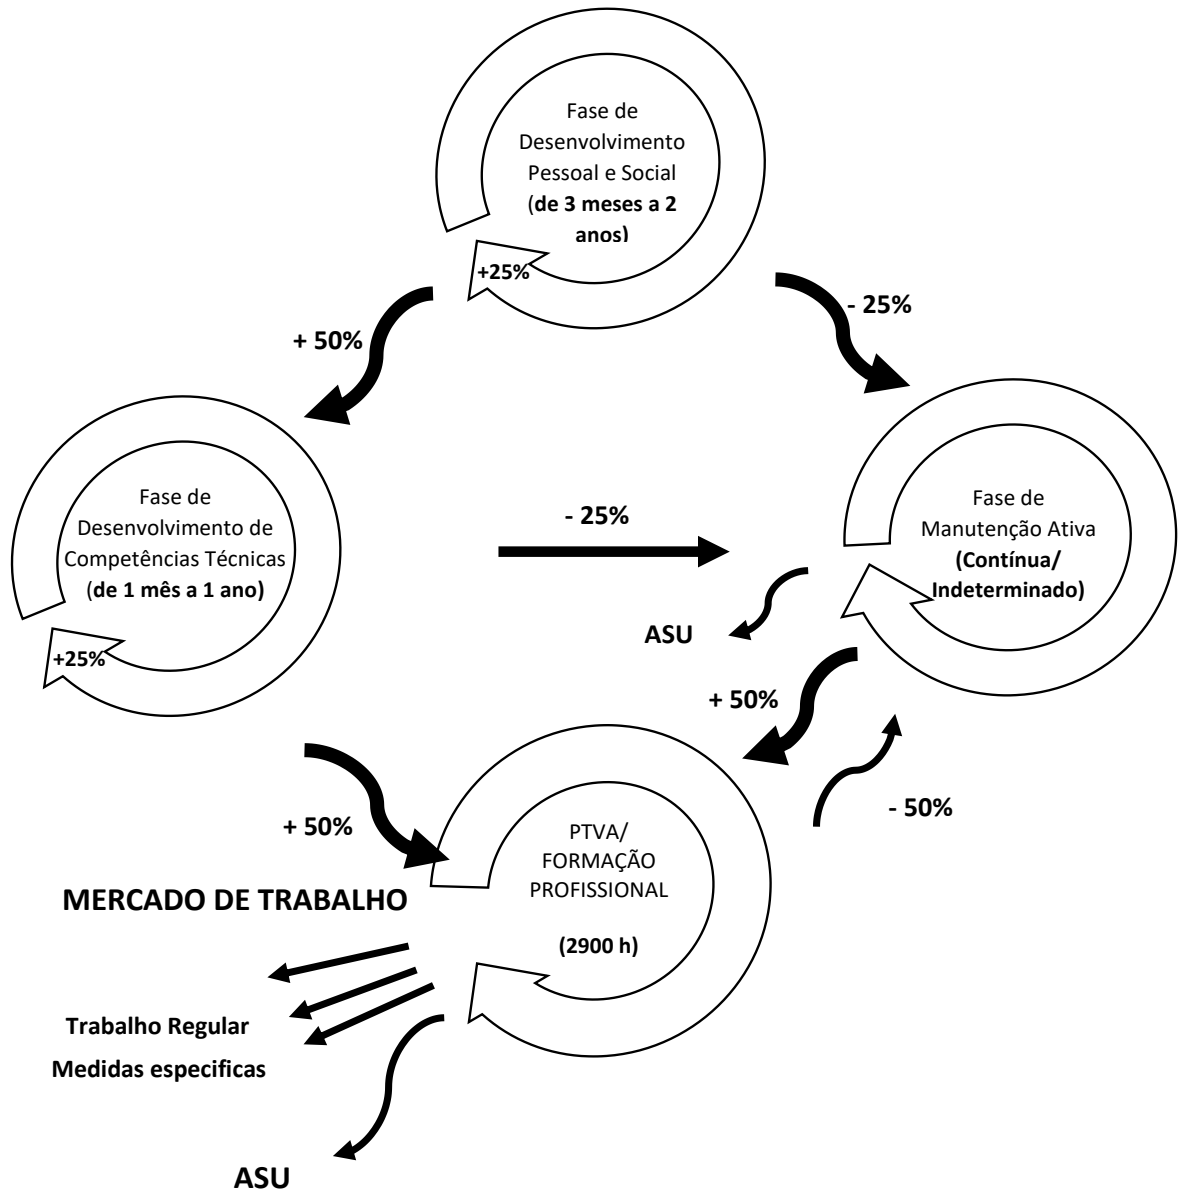 Fase de
Desenvolvimento
Pessoal e Social
(de 3 meses a 2
anos)
+25%
- 25%
+ 50%
Fase de
Desenvolvimento de
Competências Técnicas
(de 1 mês a 1 ano)
+25%
- 25%
Fase de
Manutenção Ativa
(Contínua/
Indeterminado)
ASU
+ 50%
- 50%
+ 50%
PTVA/
FORMAÇÃO
PROFISSIONAL
(2900 h)
MERCADO DE TRABALHO
Trabalho Regular
Medidas especificas
ASU